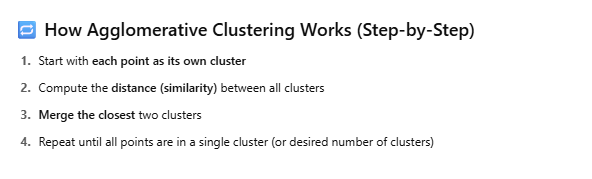 🔁 How Agglomerative Clustering Works (Step-by-Step)
1. Start with each point as its own cluster
2. Compute the distance (similarity) between all clusters
3. Merge the closest two clusters
4. Repeat until all points are in a single cluster (or desired number of clusters)